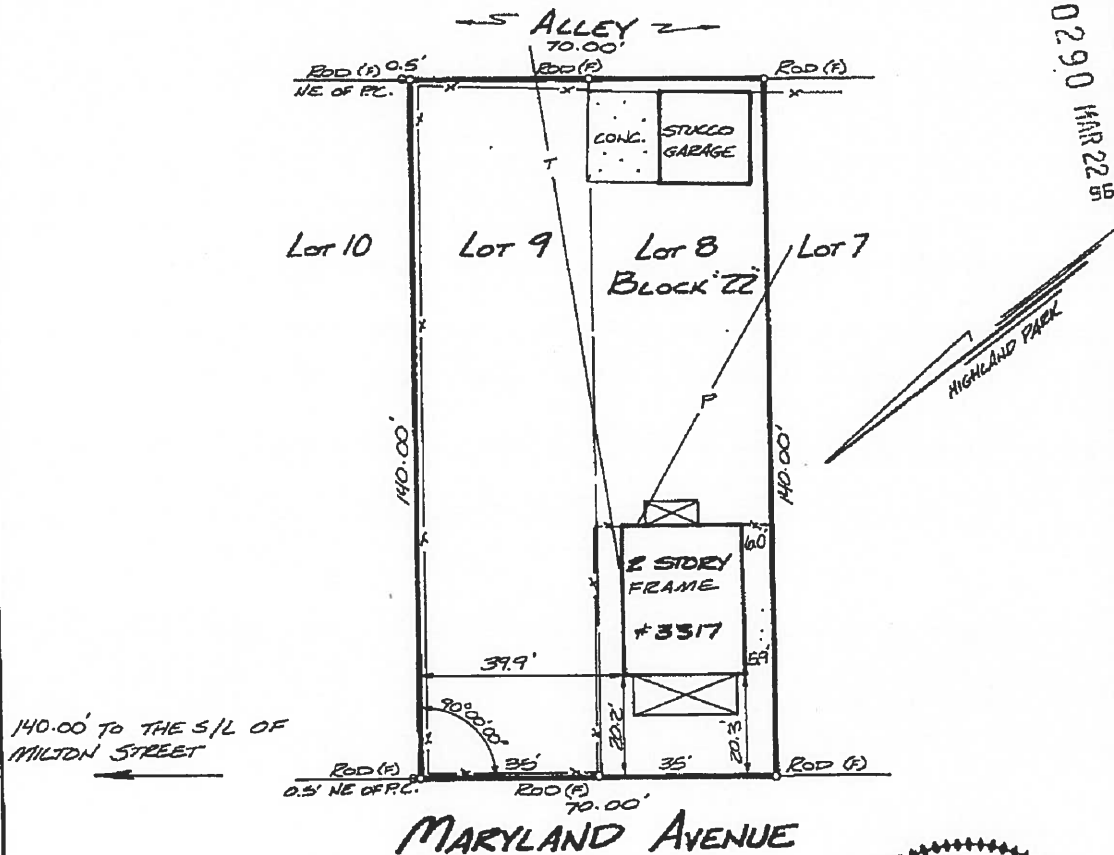 ALLEY
70.00'
ROD (F) 0.5'
NE OF P.C.
ROD (F)
ROD (F)
0290 MAR 22 95
CONC.
STUCCO
GARAGE
T
LOT 10
LOT 9
LOT 8
BLOCK "22"
LOT 7
HIGHLAND PARK
P
140.00'
140.00'
6.0'
2 STORY
FRAME
#3317
5.9'
39.9'
90°00'00"
20.2'
20.3'
140.00' TO THE S/L OF
MILTON STREET
ROD (F)
0.5' NE OF P.C.
35'
ROD (F)
35'
ROD (F)
70.00'
MARYLAND AVENUE